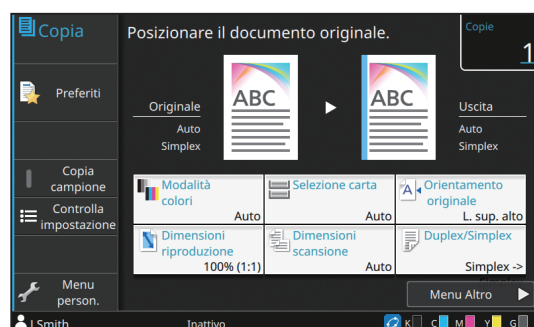 Copia
Posizionare il documento originale.
Copie
1
Preferiti
Originale
Auto
Simplex
ABC
ABC
Uscita
Auto
Simplex
Copia
campione
Controlla
impostazione
Menu
person.
Modalità
colori
Auto
Selezione carta
Auto
Orientamento
originale
L. sup. alto
Dimensioni
riproduzione
100% (1:1)
Dimensioni
scansione
Auto
Duplex/Simplex
Simplex ->
Menu Altro
J.Smith
Inattivo
K C M Y G